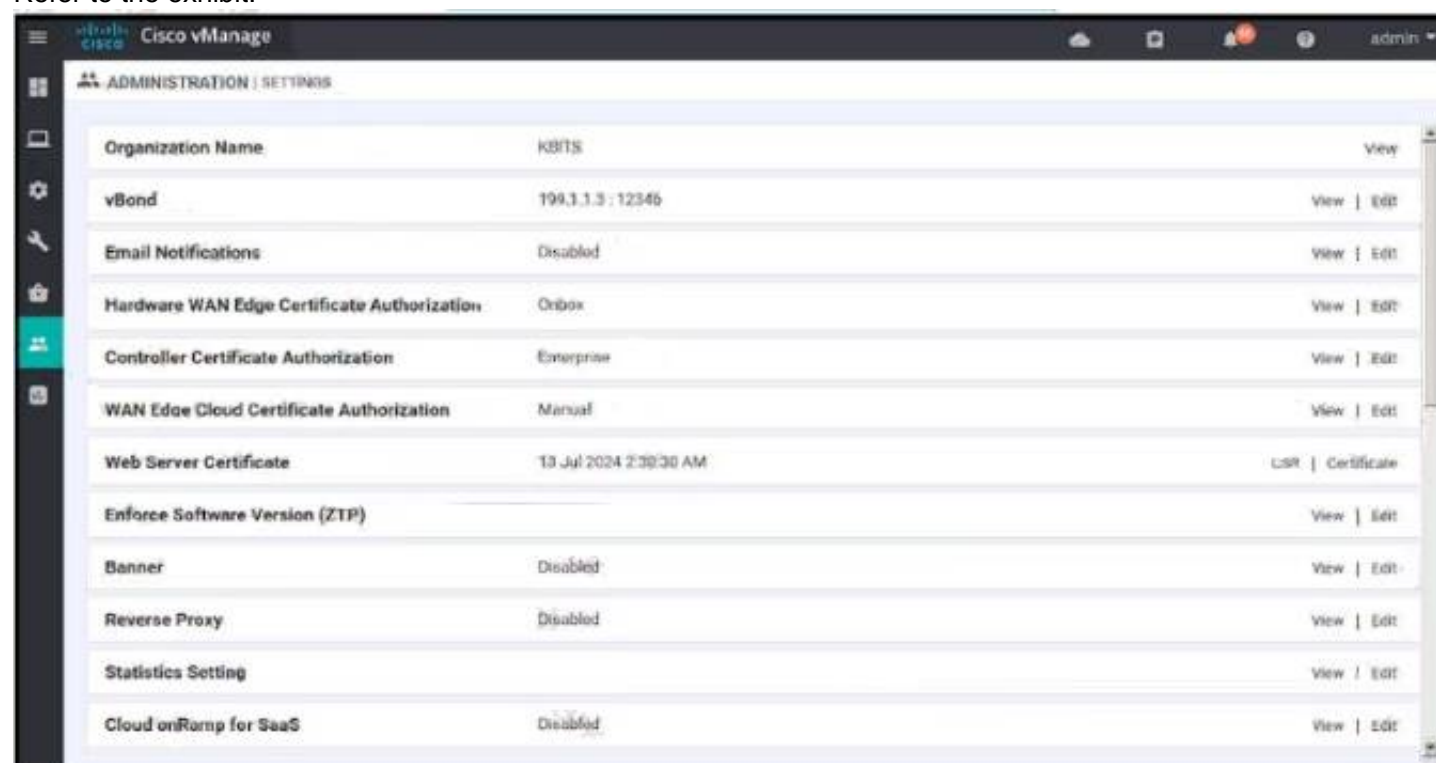 Refer to the exhibit.
CISCO Cisco vManage admin
ADMINISTRATION | SETTINGS
Organization Name KBITS View
vBond 199.1.1.3 : 12346 View | Edit
Email Notifications Disabled View | Edit
Hardware WAN Edge Certificate Authorization Onbox View | Edit
Controller Certificate Authorization Enterprise View | Edit
WAN Edge Cloud Certificate Authorization Manual View | Edit
Web Server Certificate 13 Jul 2024 2:39:30 AM CSR | Certificate
Enforce Software Version (ZTP) View | Edit
Banner Disabled View | Edit
Reverse Proxy Disabled View | Edit
Statistics Setting View | Edit
Cloud onRamp for SaaS Disabled View | Edit